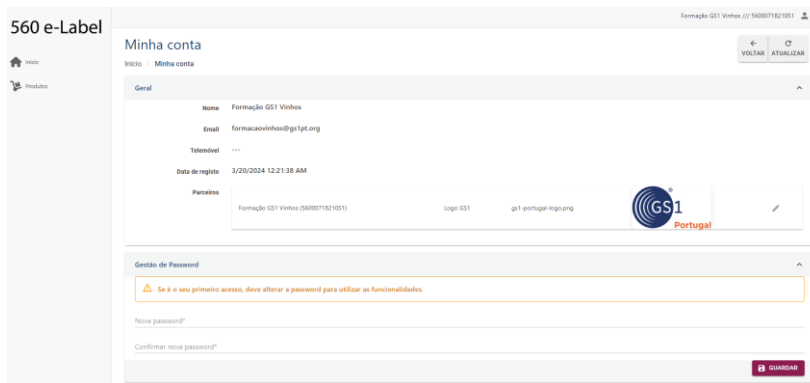 Formação GS1 Vinhos /// 5600071821051
560 e-Label
Início
Produtos
Minha conta
Início / Minha conta
VOLTAR
ATUALIZAR
Geral
Nome Formação GS1 Vinhos
Email formacaovinhos@gs1pt.org
Telemóvel ---
Data de registo 3/20/2024 12:21:38 AM
Parceiros
Formação GS1 Vinhos (5600071821051) Logo GS1 gs1-portugal-logo.png
GS1
Portugal
Gestão de Password
Se é o seu primeiro acesso, deve alterar a password para utilizar as funcionalidades.
Nova password*
Confirmar nova password*
GUARDAR